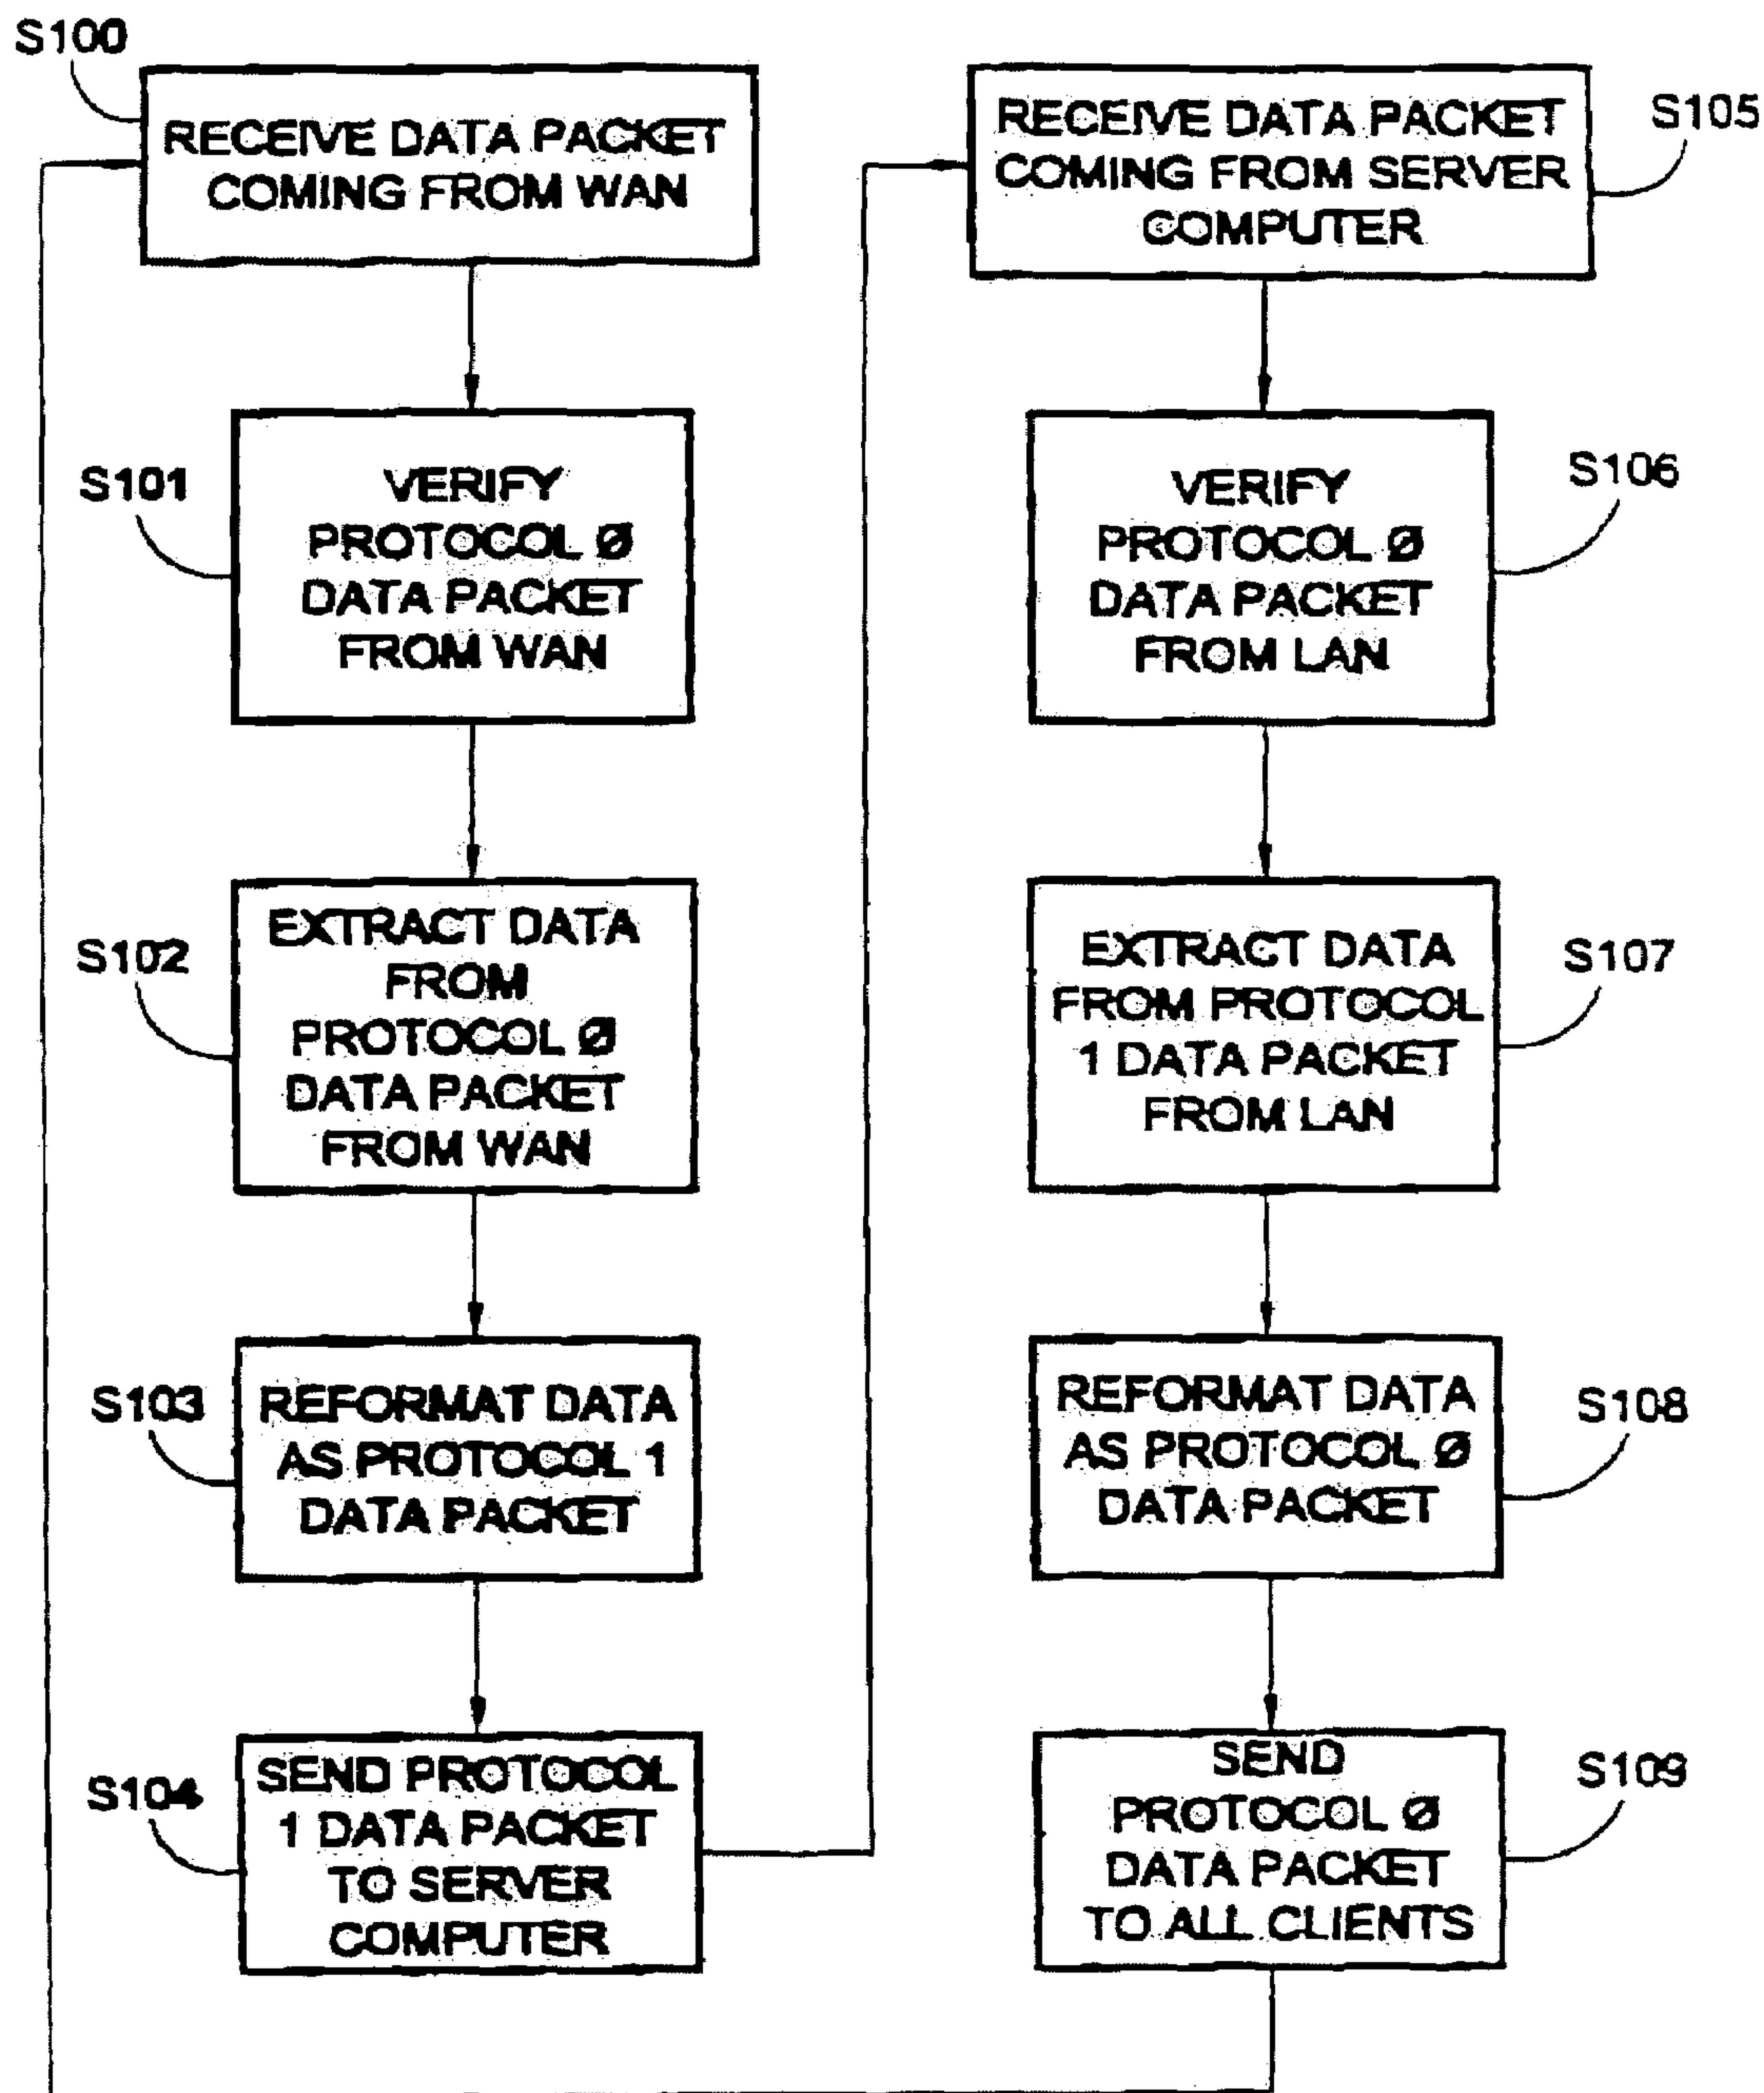 S100
RECEIVE DATA PACKET
COMING FROM WAN
S101
VERIFY
PROTOCOL Ø
DATA PACKET
FROM WAN
S102
EXTRACT DATA
FROM
PROTOCOL Ø
DATA PACKET
FROM WAN
S103
REFORMAT DATA
AS PROTOCOL 1
DATA PACKET
S104
SEND PROTOCOL
1 DATA PACKET
TO SERVER
COMPUTER
RECEIVE DATA PACKET
COMING FROM SERVER
COMPUTER
S105
VERIFY
PROTOCOL Ø
DATA PACKET
FROM LAN
S106
EXTRACT DATA
FROM PROTOCOL
1 DATA PACKET
FROM LAN
S107
REFORMAT DATA
AS PROTOCOL Ø
DATA PACKET
S108
SEND
PROTOCOL Ø
DATA PACKET
TO ALL CLIENTS
S109